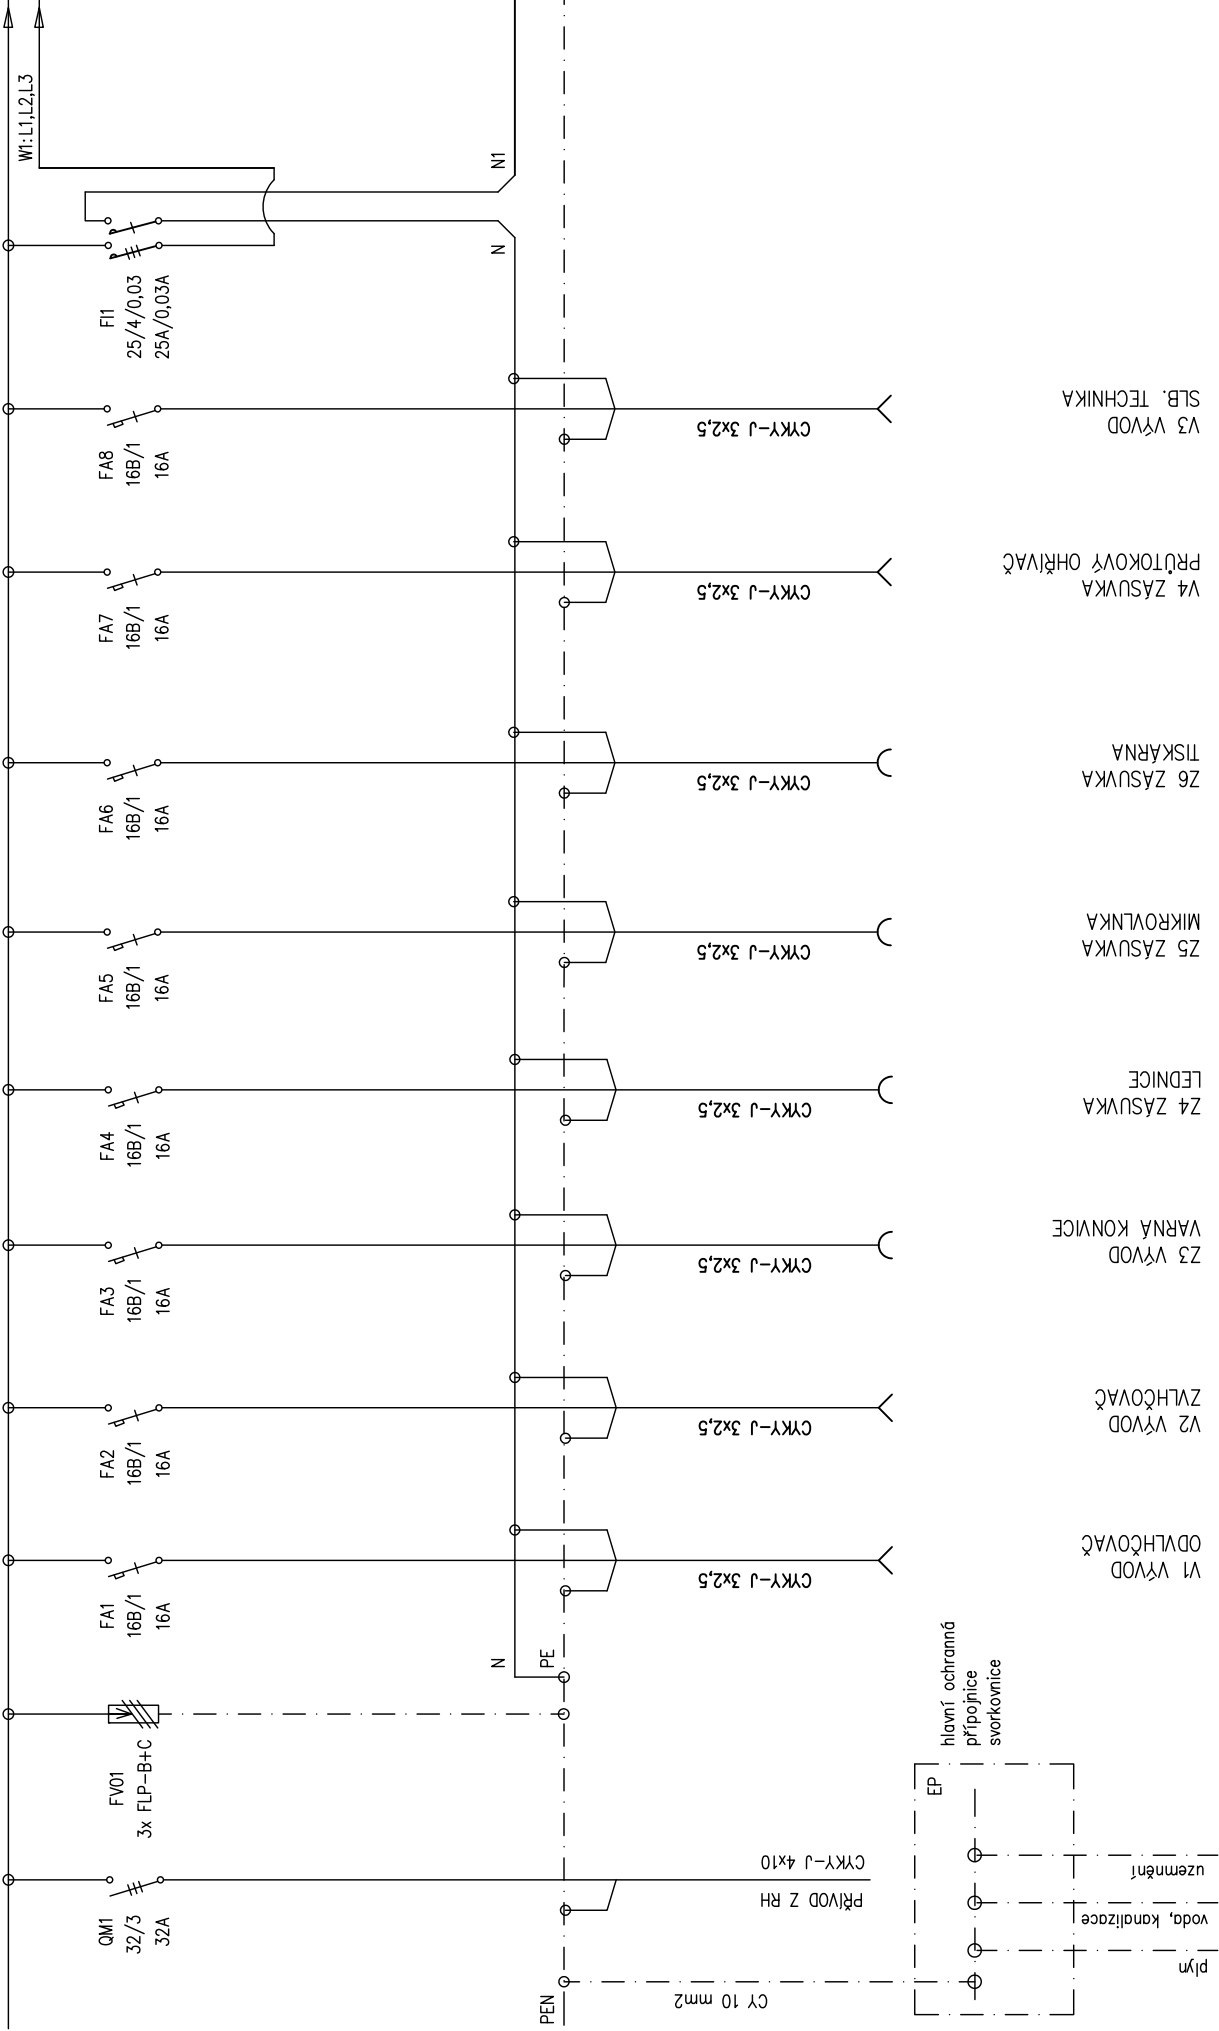 PEN
QM1
32/3
32A
PŘÍVOD Z RH
CYKY-J 4x10
CY 10 mm2
EP
hlavní ochranná
přípojnice
svorkovnice
plyn
voda, kanalizace
uzemnění
FV01
3x FLP-B+C
N
PE
FA1
16B/1
16A
CYKY-J 3x2,5
V1 VÝVOD
ODVLHČOVAČ
FA2
16B/1
16A
CYKY-J 3x2,5
V2 VÝVOD
ZVLHČOVAČ
FA3
16B/1
16A
CYKY-J 3x2,5
Z3 VÝVOD
VARNÁ KONVICE
FA4
16B/1
16A
CYKY-J 3x2,5
Z4 ZÁSUVKA
LEDNICE
FA5
16B/1
16A
CYKY-J 3x2,5
Z5 ZÁSUVKA
MIKROVLNKA
FA6
16B/1
16A
CYKY-J 3x2,5
Z6 ZÁSUVKA
TISKÁRNA
FA7
16B/1
16A
CYKY-J 3x2,5
V4 ZÁSUVKA
PRŮTOKOVÝ OHŘÍVAČ
FA8
16B/1
16A
CYKY-J 3x2,5
V3 VÝVOD
SLB. TECHNIKA
FI1
25/4/0,03
25A/0,03A
N
N1
W1:L1,L2,L3